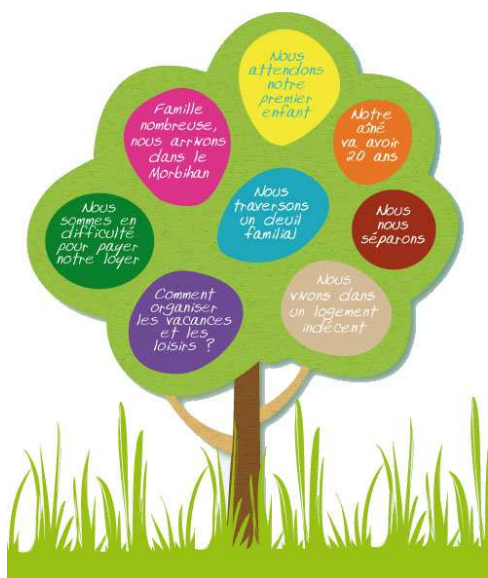 Nous
attendons
notre
premier
enfant
Famille
nombreuse,
nous arrivons
dans le
Morbihan
Notre
aîné
va avoir
20 ans
Nous
traversons
un deuil
familial
Nous
sommes en
difficulté
pour payer
notre loyer
Nous
nous
séparons
Comment
organiser
les vacances
et les
loisirs ?
Nous
vivons dans
un logement
indécent